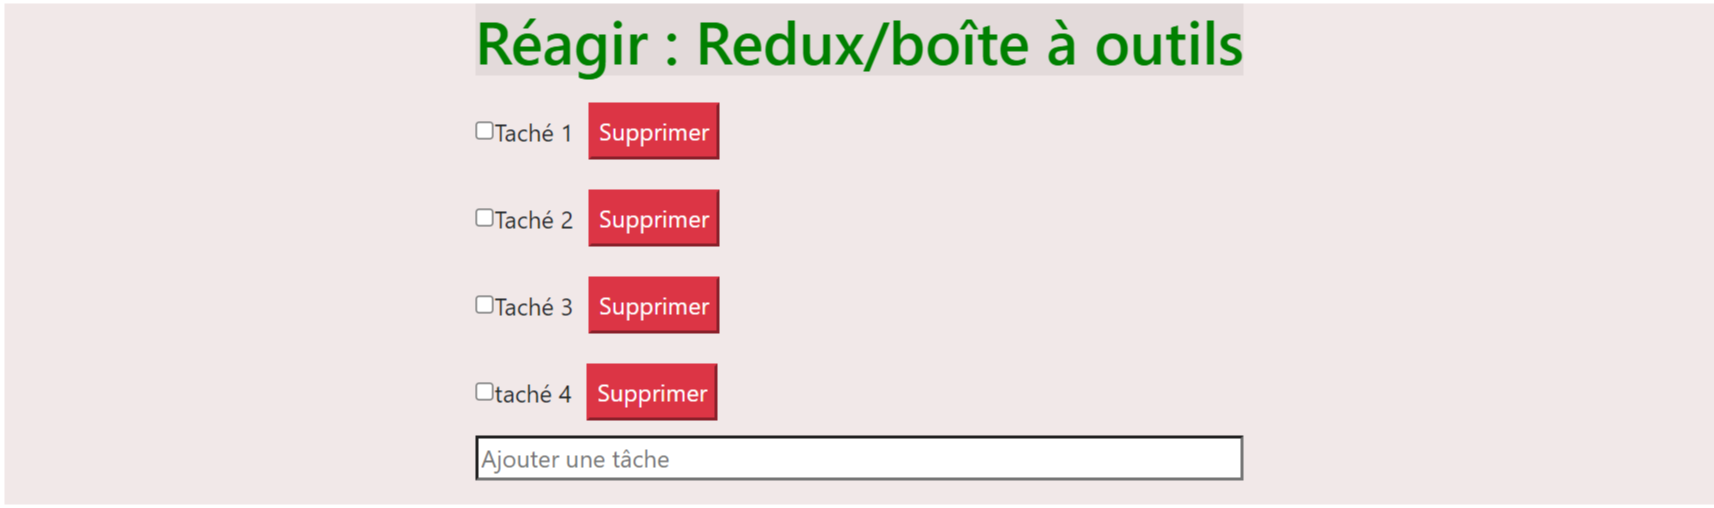 Réagir : Redux/boîte à outils
Taché 1 Supprimer
Taché 2 Supprimer
Taché 3 Supprimer
taché 4 Supprimer
Ajouter une tâche